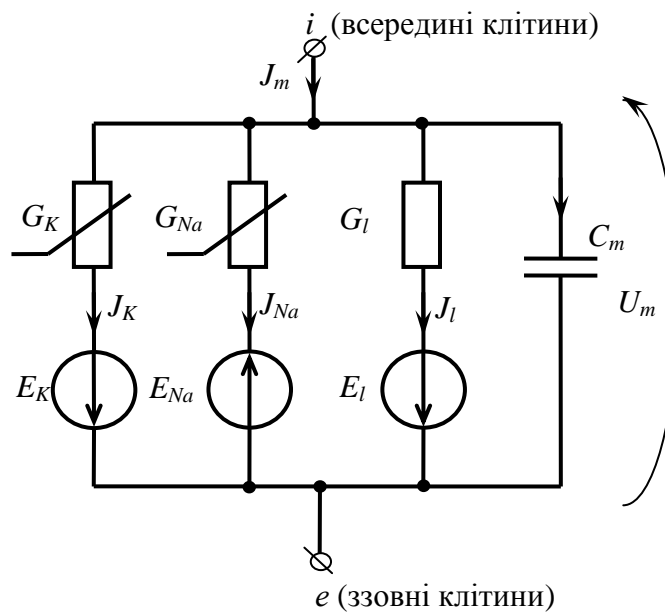 i (всередині клітини)
J_m
G_K G_Na G_l C_m
J_K J_Na J_l U_m
E_K E_Na E_l
e (ззовні клітини)